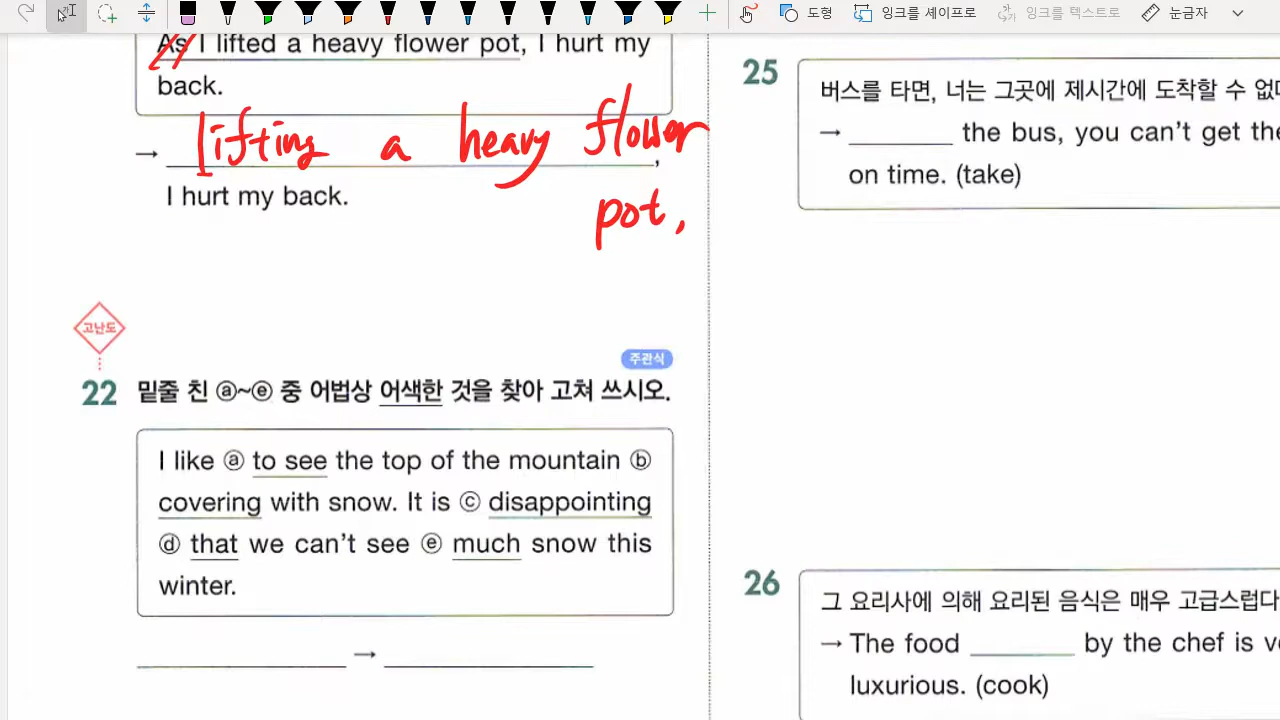 도형
잉크를 셰이프로
잉크를 텍스트로
눈금자
As I lifted a heavy flower pot, I hurt my
back.
lifting a heavy flower
→ ,
pot,
I hurt my back.
고난도
주관식
22 밑줄 친 ⓐ~ⓔ 중 어법상 어색한 것을 찾아 고쳐 쓰시오.
I like ⓐ to see the top of the mountain ⓑ
covering with snow. It is ⓒ disappointing
ⓓ that we can't see ⓔ much snow this
winter.
→
25
버스를 타면, 너는 그곳에 제시간에 도착할 수 없
→ ________ the bus, you can't get the
on time. (take)
26
그 요리사에 의해 요리된 음식은 매우 고급스럽다
→ The food ________ by the chef is v
luxurious. (cook)